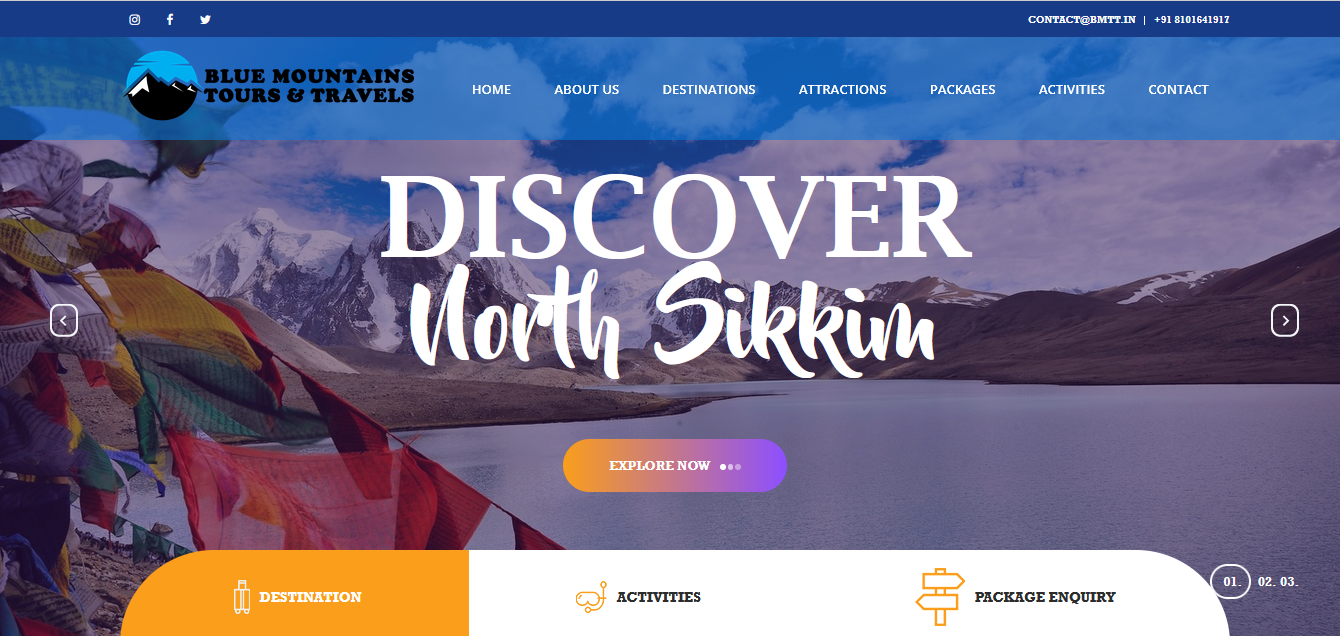 CONTACT@BMTT.IN | +91 8101641917
BLUE MOUNTAINS
TOURS & TRAVELS
HOME ABOUT US DESTINATIONS ATTRACTIONS PACKAGES ACTIVITIES CONTACT
DISCOVER
North Sikkim
EXPLORE NOW
DESTINATION ACTIVITIES PACKAGE ENQUIRY
01. 02. 03.